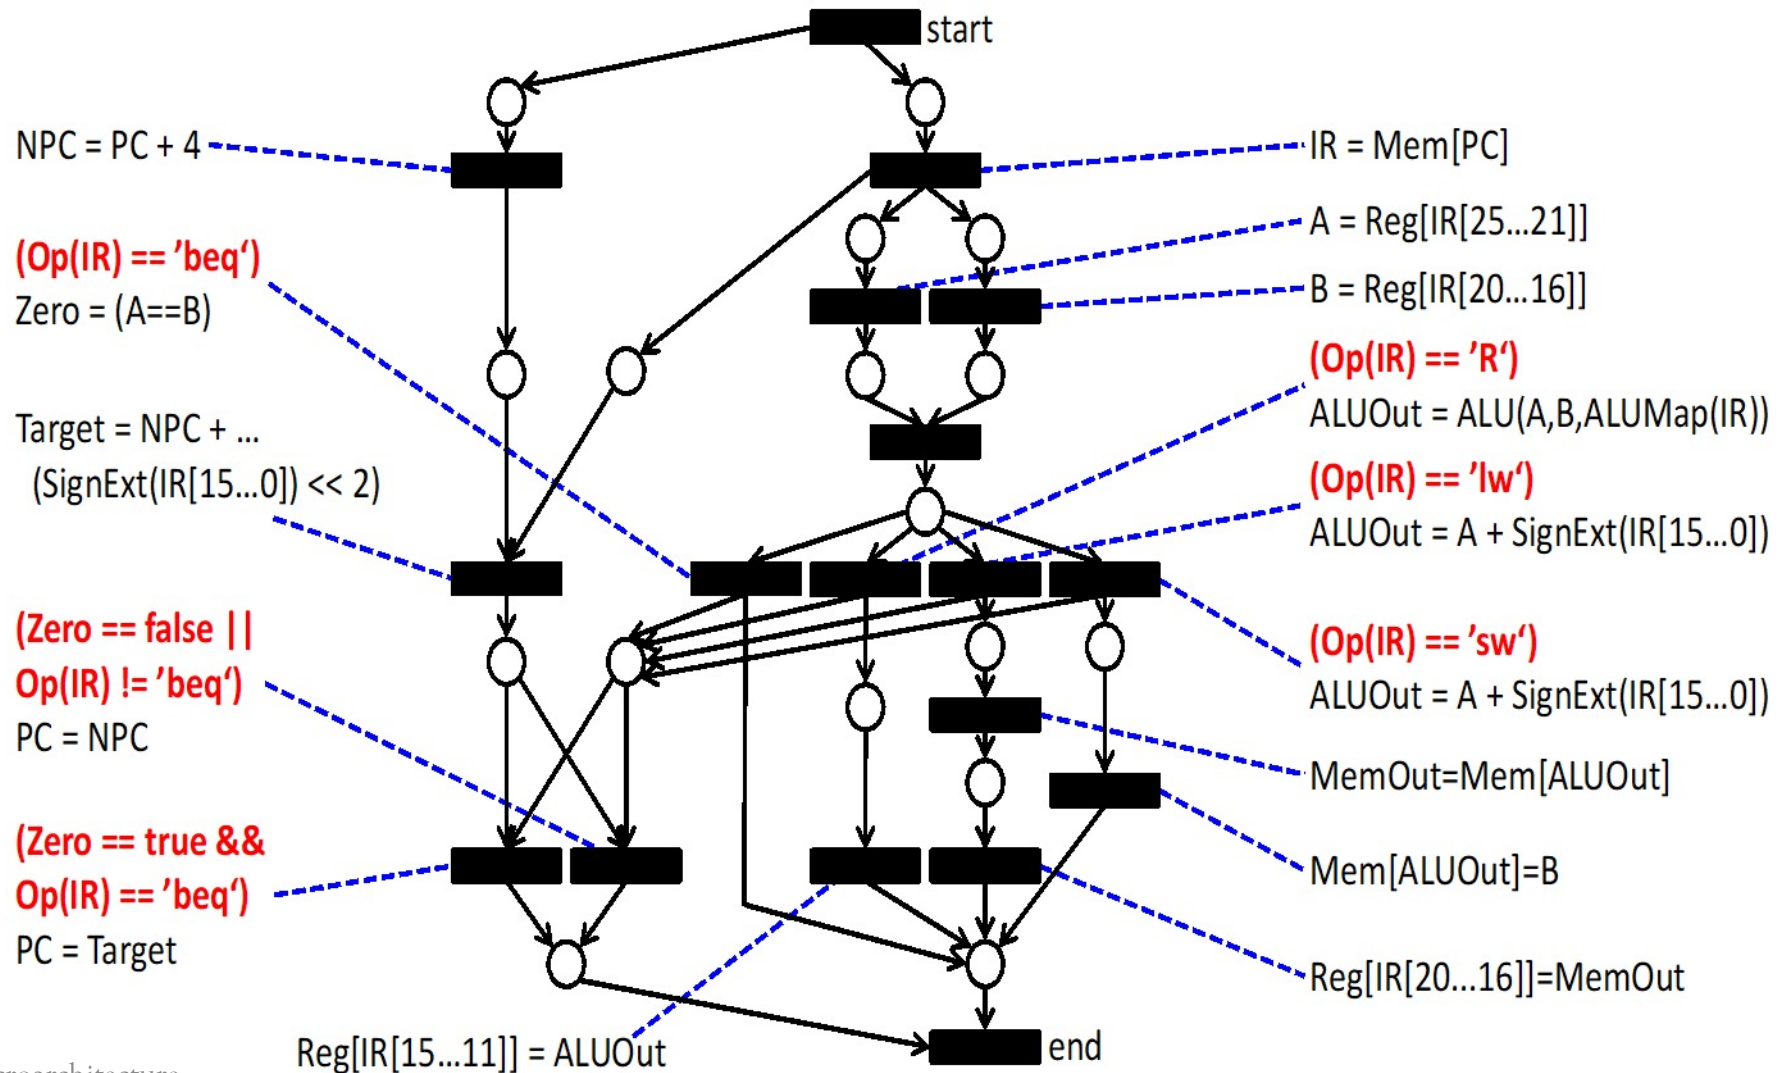 start
NPC = PC + 4
IR = Mem[PC]
A = Reg[IR[25...21]]
(Op(IR) == ’beq‘)
Zero = (A==B)
B = Reg[IR[20...16]]
(Op(IR) == ’R‘)
ALUOut = ALU(A,B,ALUMap(IR))
Target = NPC + ...
(SignExt(IR[15...0]) << 2)
(Op(IR) == ’lw‘)
ALUOut = A + SignExt(IR[15...0])
(Zero == false ||
Op(IR) != ’beq‘)
PC = NPC
(Op(IR) == ’sw‘)
ALUOut = A + SignExt(IR[15...0])
MemOut=Mem[ALUOut]
(Zero == true &&
Op(IR) == ’beq‘)
PC = Target
Mem[ALUOut]=B
Reg[IR[20...16]]=MemOut
Reg[IR[15...11]] = ALUOut
end